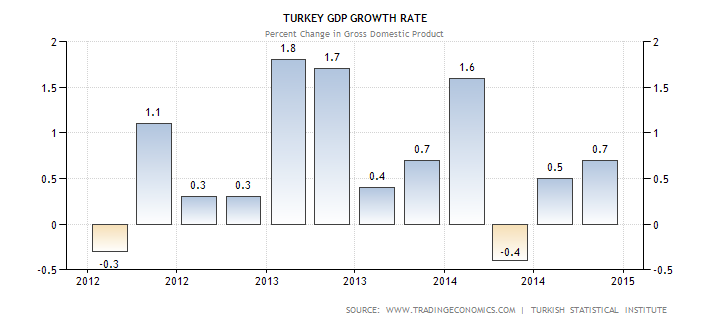 TURKEY GDP GROWTH RATE
Percent Change in Gross Domestic Product
2 2
1.8
1.7
1.6
1.5 1.5
1.1
1 1
0.7 0.7
0.5 0.5 0.5
0.4
0.3 0.3
0 0
-0.3 -0.4
-0.5 -0.5
2012 2012 2013 2013 2014 2014 2015
SOURCE: WWW.TRADINGECONOMICS.COM | TURKISH STATISTICAL INSTITUTE